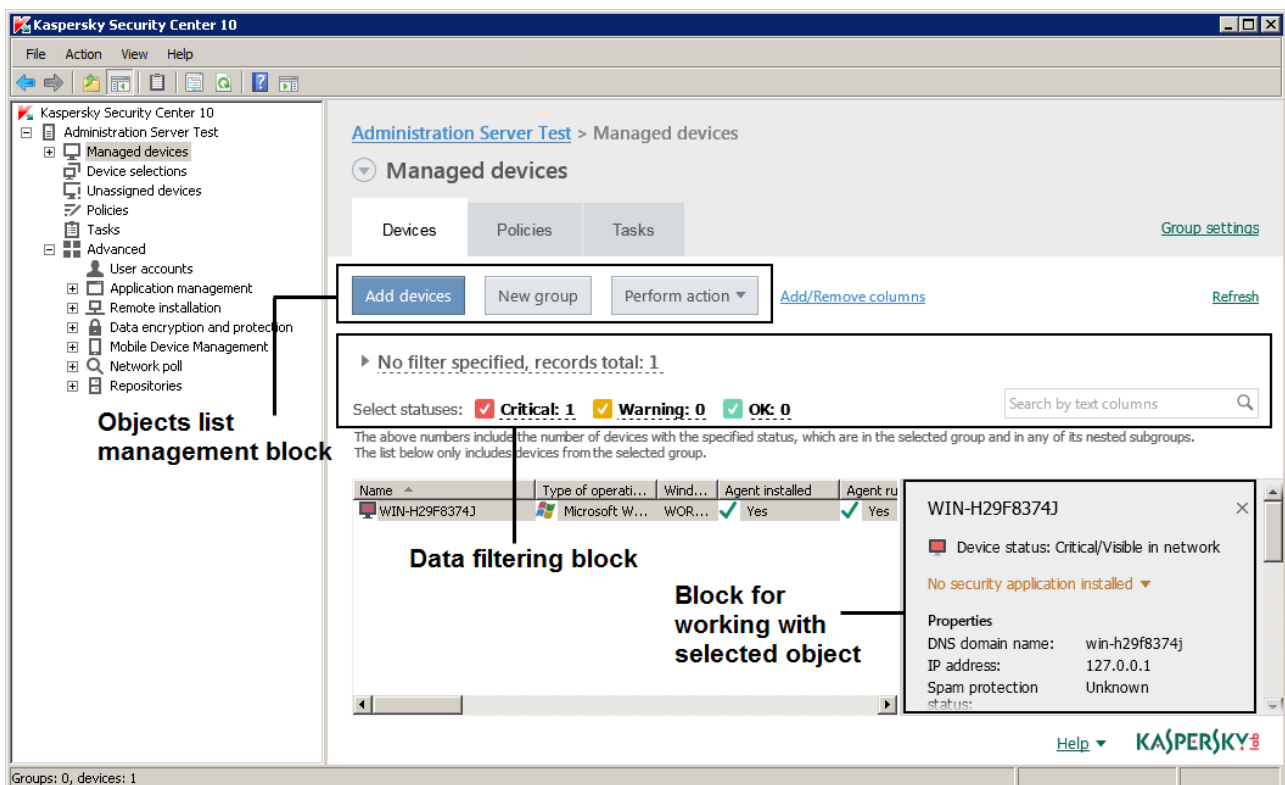 Kaspersky Security Center 10
File Action View Help
Kaspersky Security Center 10
Administration Server Test
Managed devices
Device selections
Unassigned devices
Policies
Tasks
Advanced
User accounts
Application management
Remote installation
Data encryption and protection
Mobile Device Management
Network poll
Repositories
Administration Server Test > Managed devices
Managed devices
Devices Policies Tasks
Group settings
Add devices New group Perform action Add/Remove columns Refresh
No filter specified, records total: 1
Select statuses: Critical: 1 Warning: 0 OK: 0
Search by text columns
The above numbers include the number of devices with the specified status, which are in the selected group and in any of its nested subgroups.
The list below only includes devices from the selected group.
Objects list
management block
Name Type of operati... Wind... Agent installed Agent ru
WIN-H29F8374J Microsoft W... WOR... Yes Yes
Data filtering block
Block for
working with
selected object
WIN-H29F8374J
Device status: Critical/Visible in network
No security application installed
Properties
DNS domain name: win-h29f8374j
IP address: 127.0.0.1
Spam protection Unknown
status:
Help KASPERSKY lab
Groups: 0, devices: 1